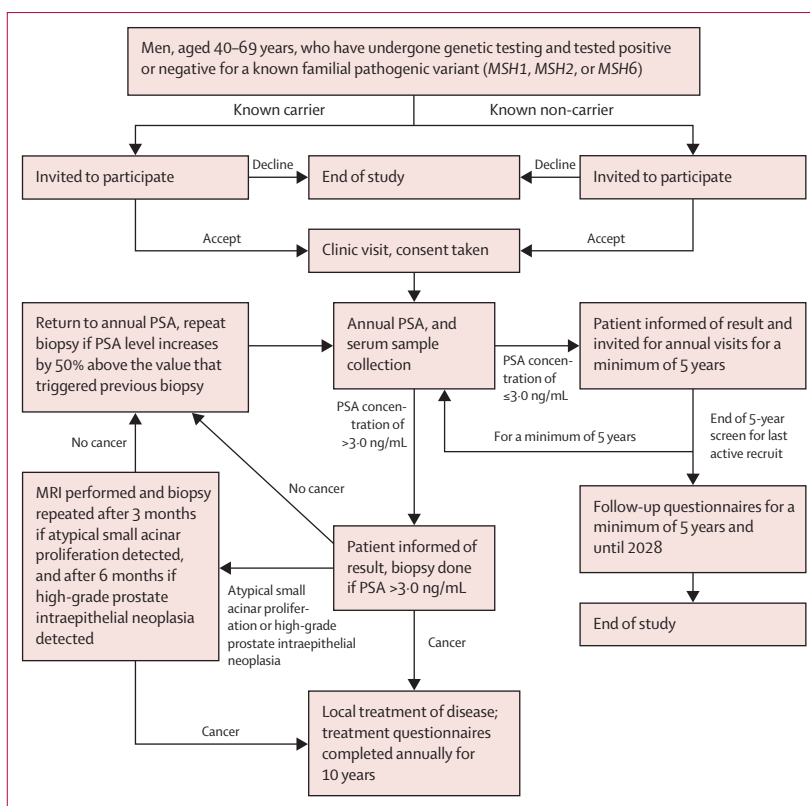 Men, aged 40–69 years, who have undergone genetic testing and tested positive
or negative for a known familial pathogenic variant (MSH1, MSH2, or MSH6)
Known carrier
Known non-carrier
Invited to participate
Decline
End of study
Decline
Invited to participate
Accept
Clinic visit, consent taken
Accept
Return to annual PSA, repeat
biopsy if PSA level increases
by 50% above the value that
triggered previous biopsy
Annual PSA, and
serum sample
collection
PSA concen-
tration of
≤3·0 ng/mL
Patient informed of result and
invited for annual visits for a
minimum of 5 years
PSA concen-
tration of
>3·0 ng/mL
For a minimum of 5 years
End of 5-year
screen for last
active recruit
No cancer
No cancer
MRI performed and biopsy
repeated after 3 months
if atypical small acinar
proliferation detected,
and after 6 months if
high-grade prostate
intraepithelial neoplasia
detected
Patient informed of
result, biopsy done
if PSA >3·0 ng/mL
Follow-up questionnaires for a
minimum of 5 years and
until 2028
Atypical small
acinar prolifer-
ation or high-grade
prostate intraepithelial
neoplasia
End of study
Cancer
Cancer
Local treatment of disease;
treatment questionnaires
completed annually for
10 years